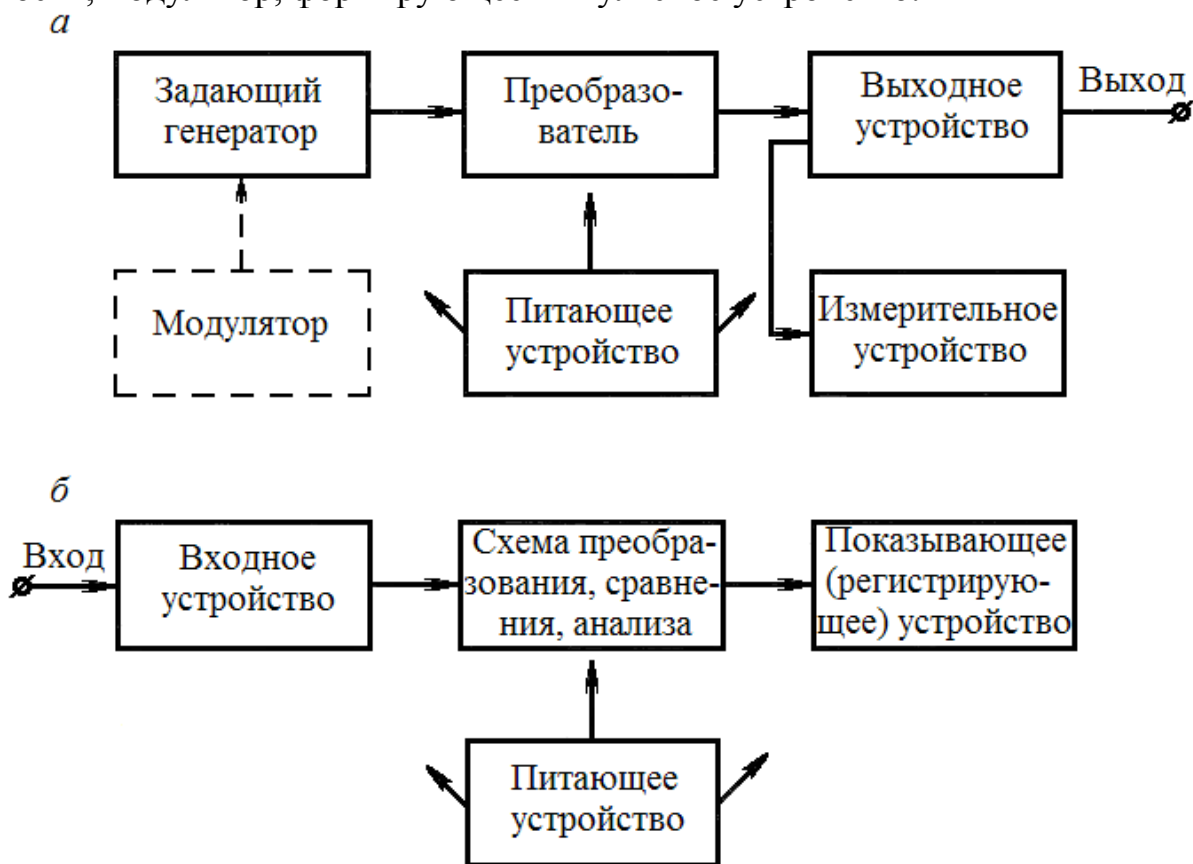 а
Задающий
генератор
Преобразо-
ватель
Выходное
устройство
Выход
Модулятор
Питающее
устройство
Измерительное
устройство
б
Вход
Входное
устройство
Схема преобра-
зования, сравне-
ния, анализа
Показывающее
(регистрирую-
щее) устройство
Питающее
устройство